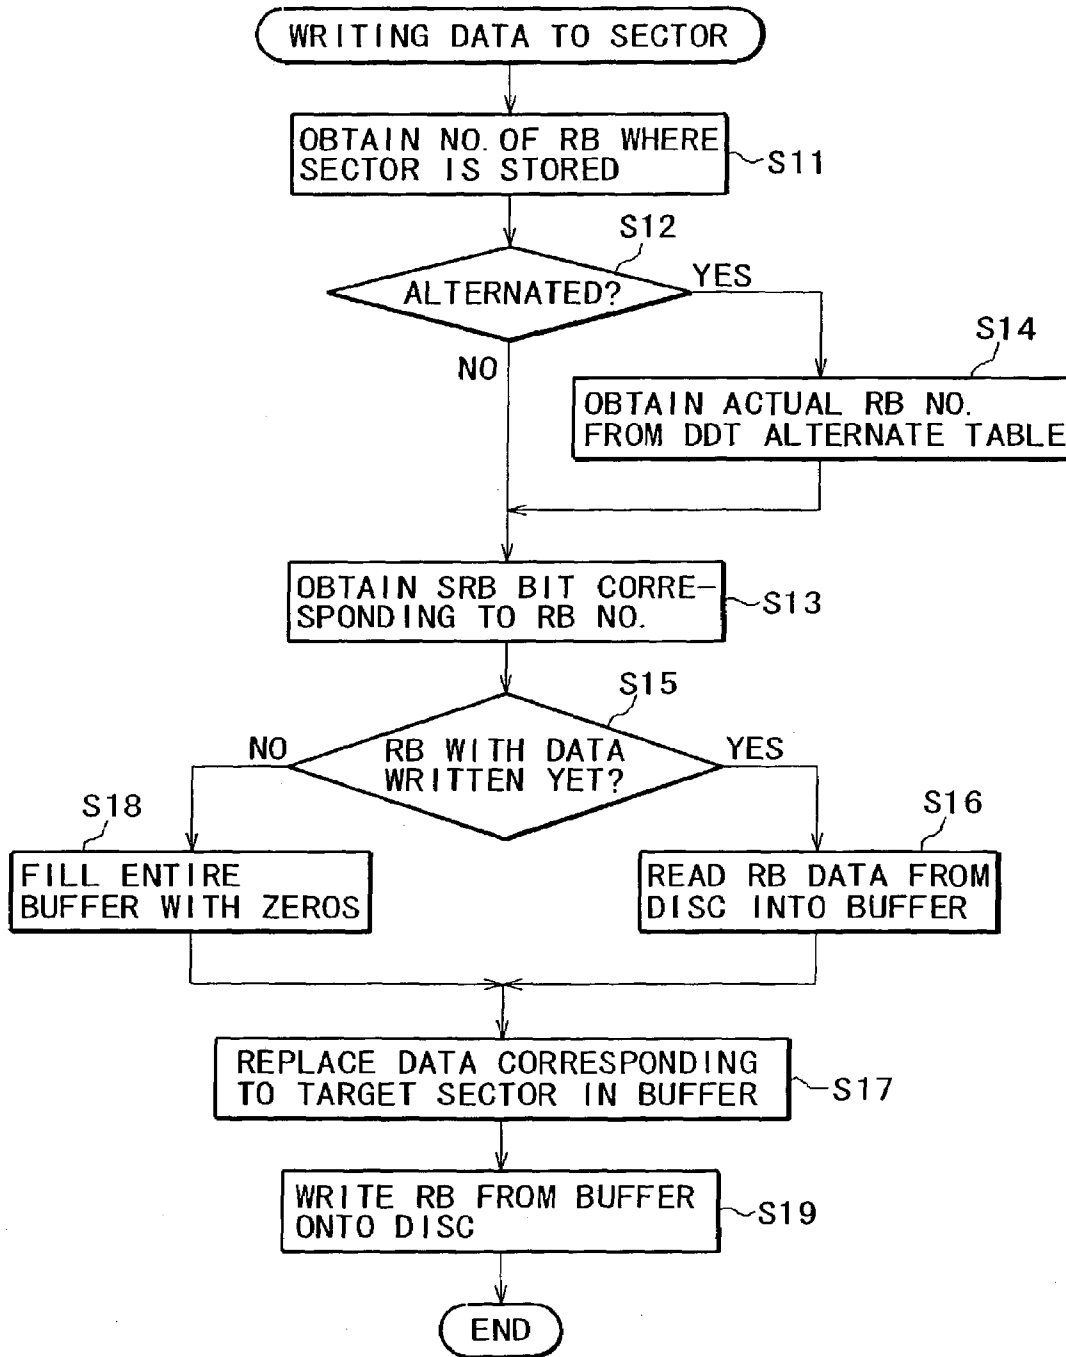 WRITING DATA TO SECTOR
OBTAIN NO. OF RB WHERE
SECTOR IS STORED
S11
S12
ALTERNATED?
YES
NO
S14
OBTAIN ACTUAL RB NO.
FROM DDT ALTERNATE TABLE
OBTAIN SRB BIT CORRE-
SPONDING TO RB NO.
S13
S15
RB WITH DATA
WRITTEN YET?
NO
YES
S18
FILL ENTIRE
BUFFER WITH ZEROS
S16
READ RB DATA FROM
DISC INTO BUFFER
REPLACE DATA CORRESPONDING
TO TARGET SECTOR IN BUFFER
S17
WRITE RB FROM BUFFER
ONTO DISC
S19
END